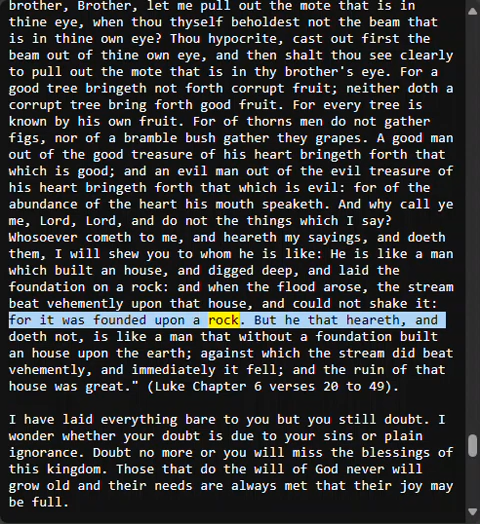 brother, Brother, let me pull out the mote that is in
thine eye, when thou thyself beholdest not the beam that
is in thine own eye? Thou hypocrite, cast out first the
beam out of thine own eye, and then shalt thou see clearly
to pull out the mote that is in thy brother's eye. For a
good tree bringeth not forth corrupt fruit; neither doth a
corrupt tree bring forth good fruit. For every tree is
known by his own fruit. For of thorns men do not gather
figs, nor of a bramble bush gather they grapes. A good man
out of the good treasure of his heart bringeth forth that
which is good; and an evil man out of the evil treasure of
his heart bringeth forth that which is evil: for of the
abundance of the heart his mouth speaketh. And why call ye
me, Lord, Lord, and do not the things which I say?
Whosoever cometh to me, and heareth my sayings, and doeth
them, I will shew you to whom he is like: He is like a man
which built an house, and digged deep, and laid the
foundation on a rock: and when the flood arose, the stream
beat vehemently upon that house, and could not shake it:
for it was founded upon a rock. But he that heareth, and
doeth not, is like a man that without a foundation built
an house upon the earth; against which the stream did beat
vehemently, and immediately it fell; and the ruin of that
house was great." (Luke Chapter 6 verses 20 to 49).
I have laid everything bare to you but you still doubt. I
wonder whether your doubt is due to your sins or plain
ignorance. Doubt no more or you will miss the blessings of
this kingdom. Those that do the will of God never will
grow old and their needs are always met that their joy may
be full.